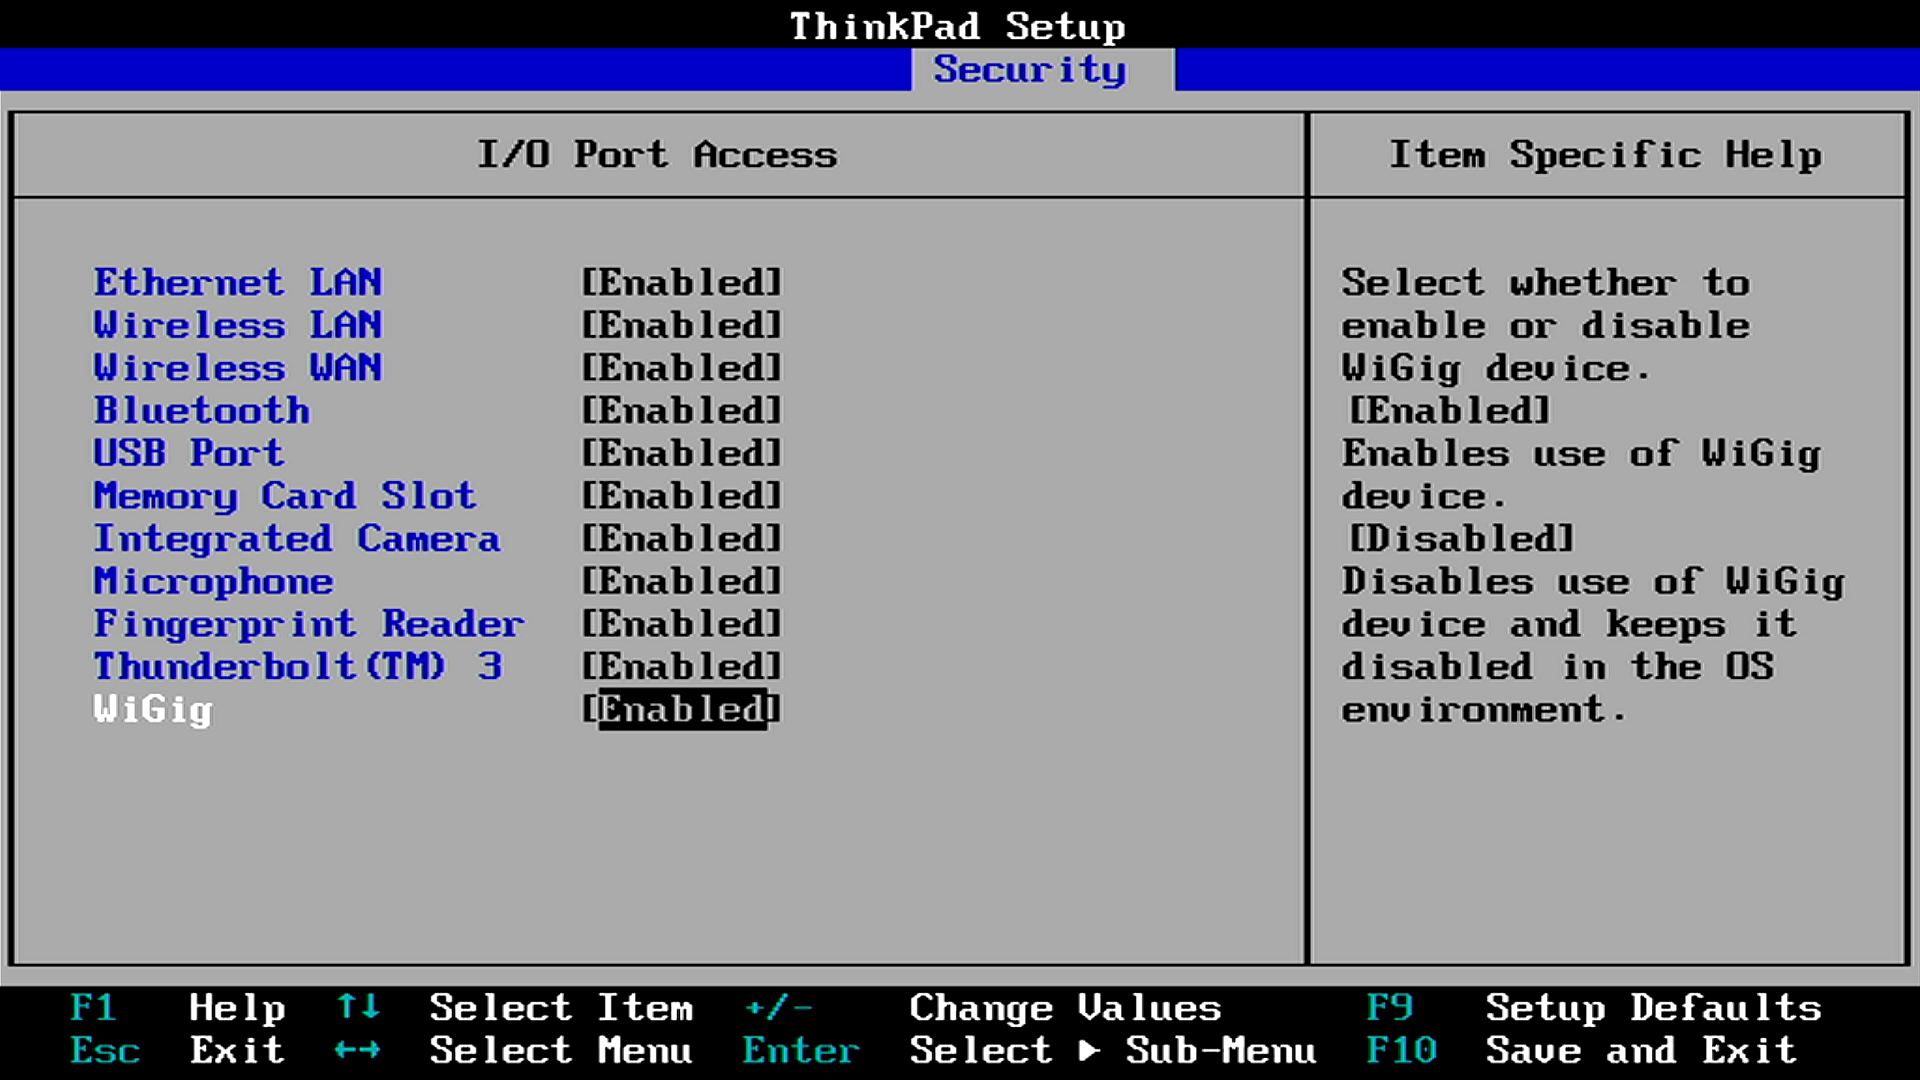 ThinkPad Setup
Security
I/O Port Access
Item Specific Help
Ethernet LAN [Enabled]
Wireless LAN [Enabled]
Wireless WAN [Enabled]
Bluetooth [Enabled]
USB Port [Enabled]
Memory Card Slot [Enabled]
Integrated Camera [Enabled]
Microphone [Enabled]
Fingerprint Reader [Enabled]
Thunderbolt(TM) 3 [Enabled]
WiGig [Enabled]
Select whether to
enable or disable
WiGig device.
[Enabled]
Enables use of WiGig
device.
[Disabled]
Disables use of WiGig
device and keeps it
disabled in the OS
environment.
F1 Help ↑↓ Select Item +/- Change Values F9 Setup Defaults
Esc Exit ←→ Select Menu Enter Select ▶ Sub-Menu F10 Save and Exit